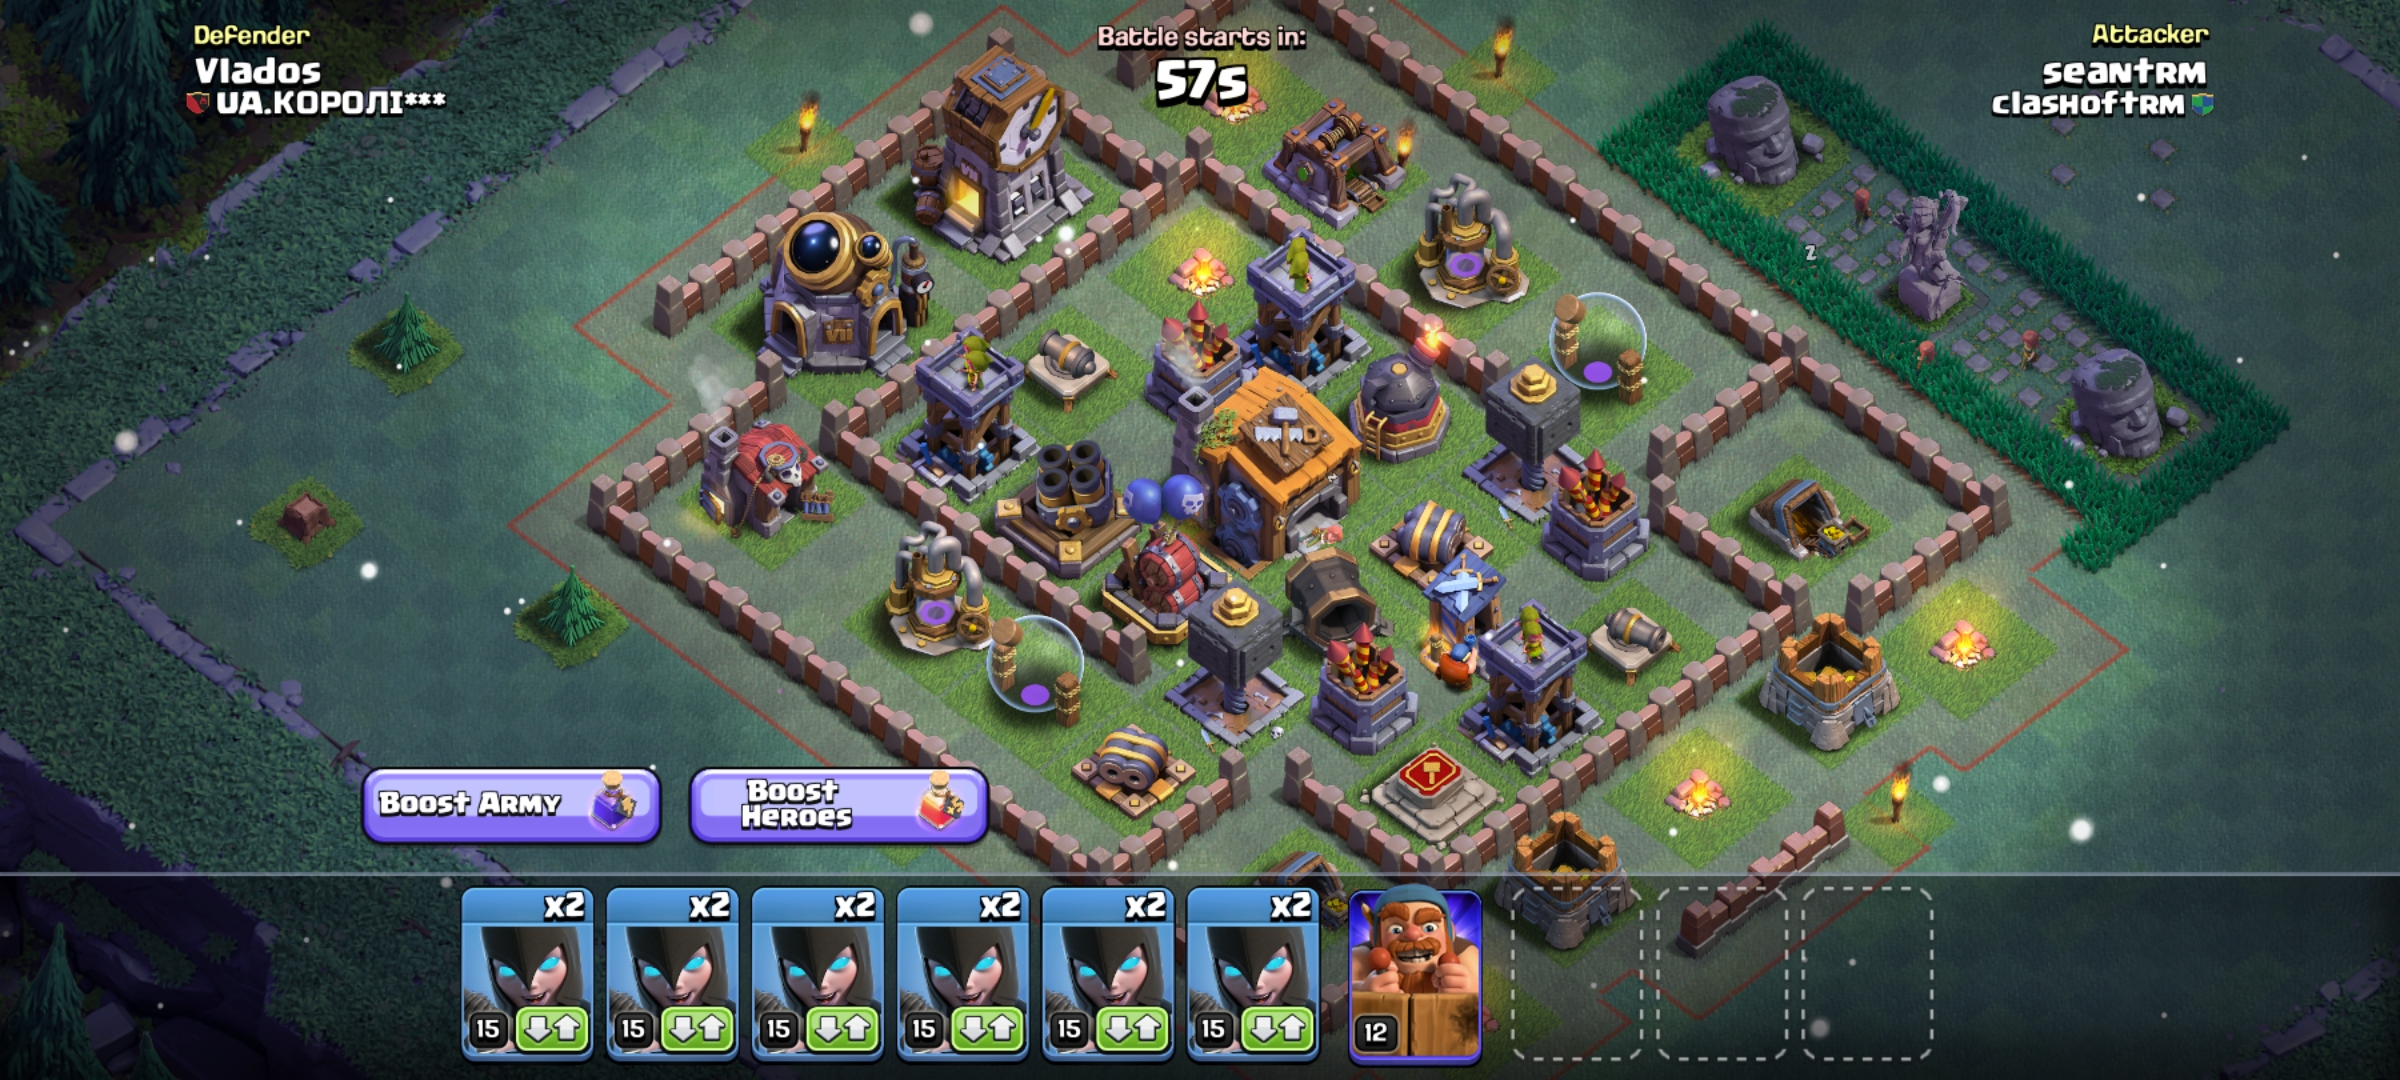 Defender
Vlados
UA.КОРОЛІ***
Battle starts in:
57s
Attacker
seantRM
clashoftRM
z
VII
Boost Army
Boost
Heroes
x2
x2
x2
x2
x2
x2
15
15
15
15
15
15
12